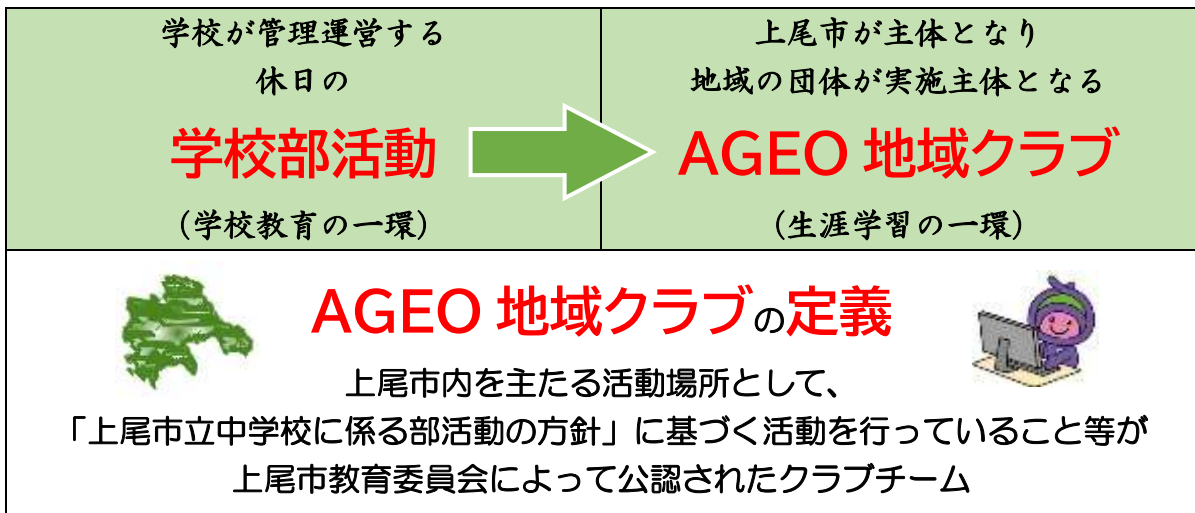 学校が管理運営する
休日の
学校部活動
(学校教育の一環)
上尾市が主体となり
地域の団体が実施主体となる
AGEO 地域クラブ
(生涯学習の一環)
AGEO 地域クラブの定義
上尾市内を主たる活動場所として、
「上尾市立中学校に係る部活動の方針」に基づく活動を行っていること等が
上尾市教育委員会によって公認されたクラブチーム